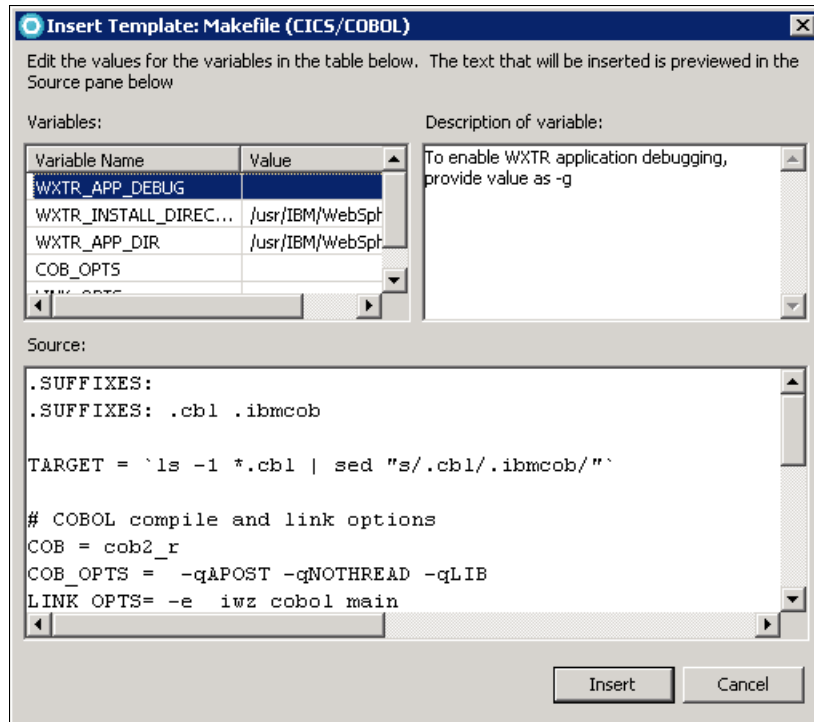 Insert Template: Makefile (CICS/COBOL)
Edit the values for the variables in the table below. The text that will be inserted is previewed in the
Source pane below
Variables:
Description of variable:
Variable Name Value
WXTR_APP_DEBUG
WXTR_INSTALL_DIREC... /usr/IBM/WebSph
WXTR_APP_DIR /usr/IBM/WebSph
COB_OPTS
To enable WXTR application debugging,
provide value as -g
Source:
.SUFFIXES:
.SUFFIXES: .cbl .ibmcob
TARGET = `ls -1 *.cbl | sed "s/.cbl/.ibmcob/"`
# COBOL compile and link options
COB = cob2_r
COB_OPTS = -qAPOST -qNOTHREAD -qLIB
LINK_OPTS= -e iwz cobol main
Insert Cancel